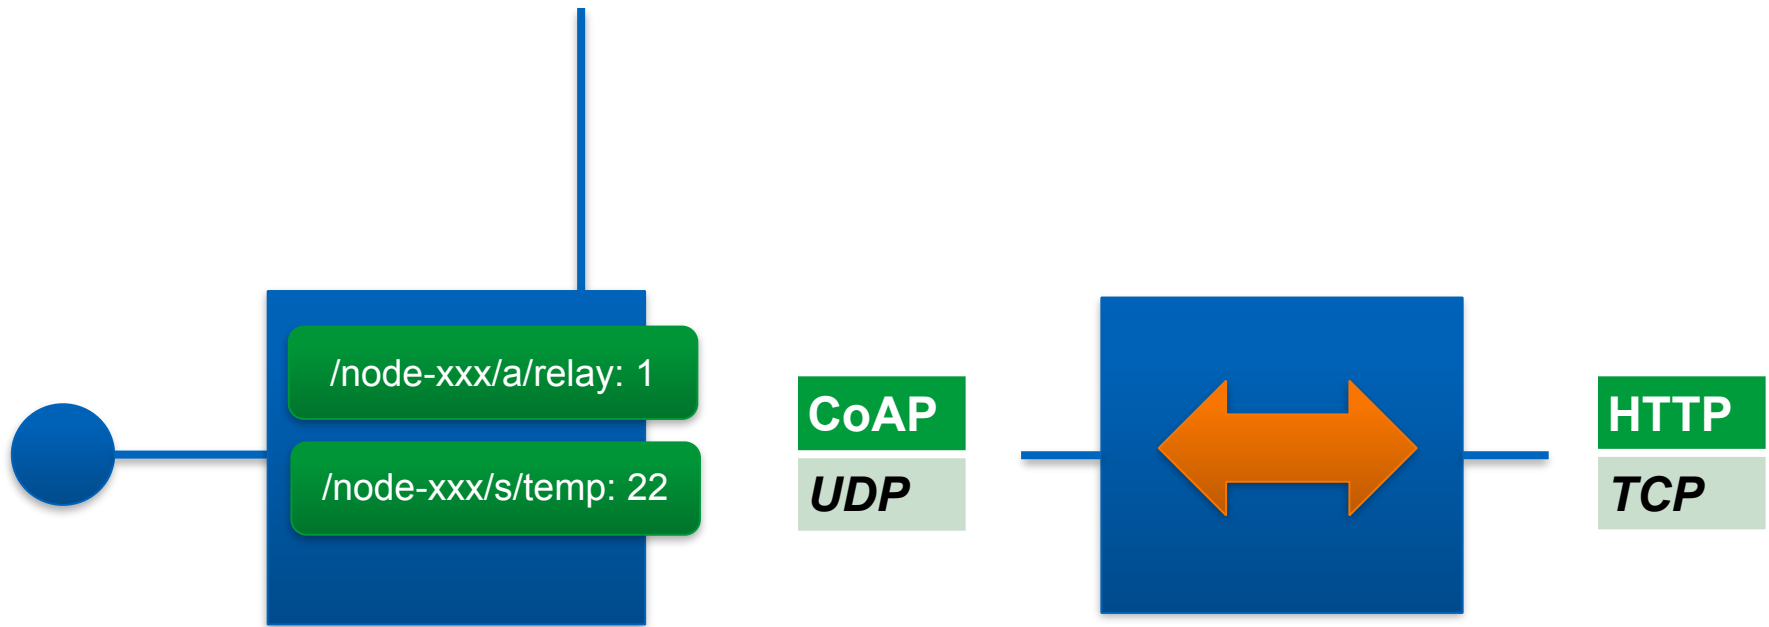 /node-xxx/a/relay: 1
/node-xxx/s/temp: 22
CoAP
UDP
HTTP
TCP